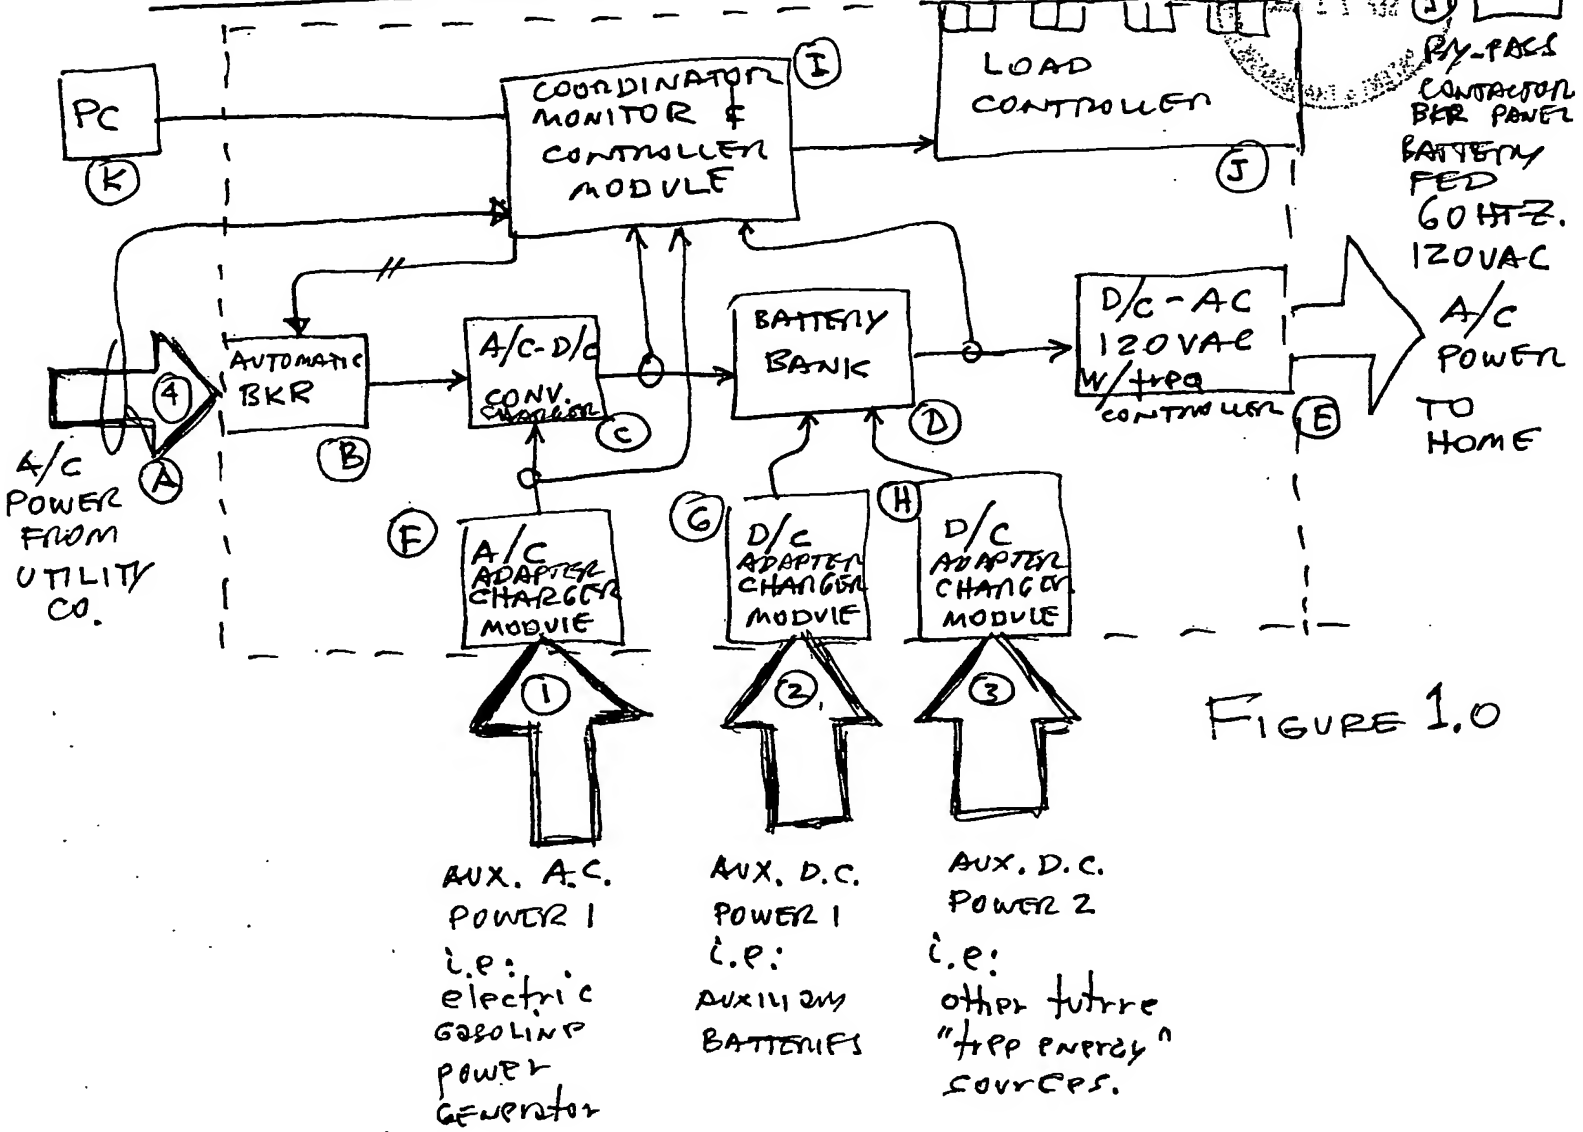 PC
K
COORDINATOR
MONITOR &
CONTROLLER
MODULE
I
LOAD
CONTROLLER
J
BY-PASS
CONTACTOR
BKR PANEL
BATTERY
FED
60 HTZ.
120VAC
A/C
POWER
TO
HOME
4
A
A/C
POWER
FROM
UTILITY
CO.
AUTOMATIC
BKR
B
A/C-D/C
CONV.
CHARGER
C
BATTERY
BANK
D
D/C-AC
120VAC
W/freq
CONTROLLER
E
F
A/C
ADAPTER
CHARGER
MODULE
G
D/C
ADAPTER
CHARGER
MODULE
H
D/C
ADAPTER
CHARGER
MODULE
1
2
3
FIGURE 1.0
AUX. A.C.
POWER 1
i.e:
electric
GASOLINE
power
GENerator
AUX. D.C.
POWER 1
i.e:
AUXILIARY
BATTERIES
AUX. D.C.
POWER 2
i.e:
other future
"free energy"
sources.